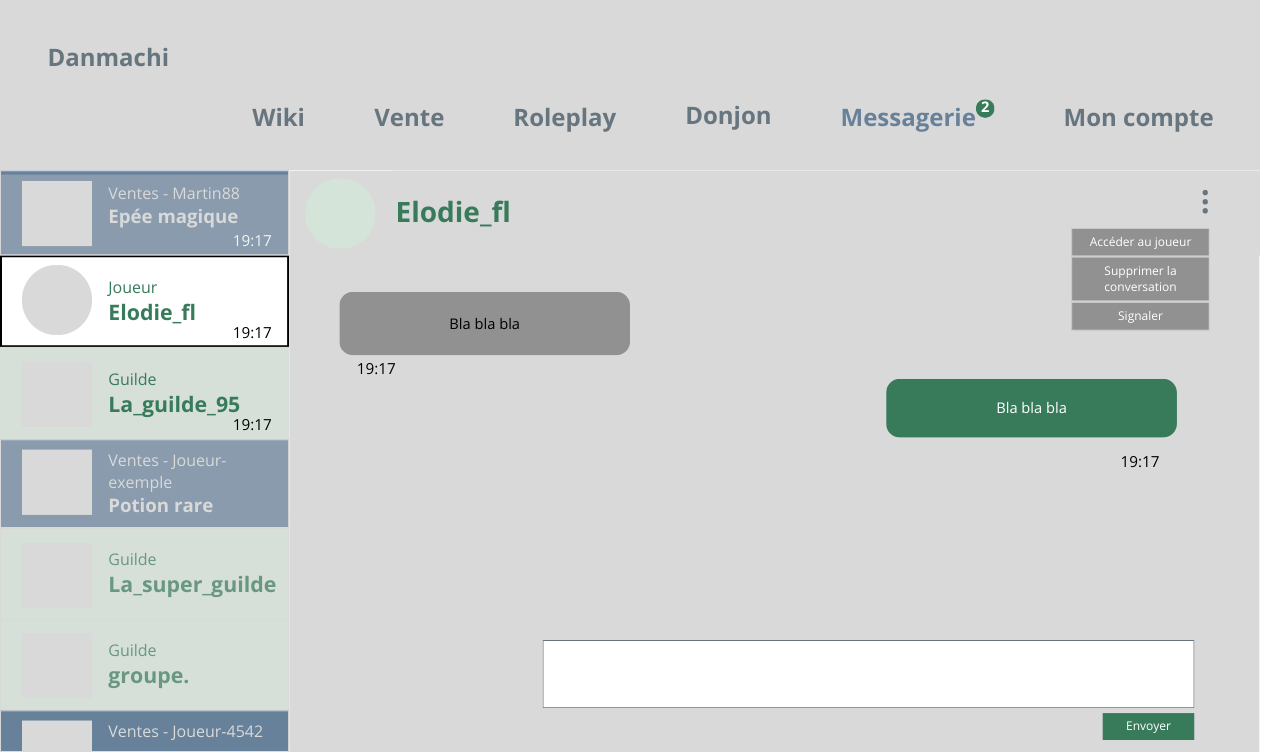 Danmachi
Wiki
Vente
Roleplay
Donjon
Messagerie
2
Mon compte
Ventes - Martin88
Epée magique
19:17
Joueur
Elodie_fl
19:17
Guilde
La_guilde_95
19:17
Ventes - Joueur-
exemple
Potion rare
Guilde
La_super_guilde
Guilde
groupe.
Ventes - Joueur-4542
Elodie_fl
Accéder au joueur
Supprimer la
conversation
Signaler
Bla bla bla
19:17
Bla bla bla
19:17
Envoyer